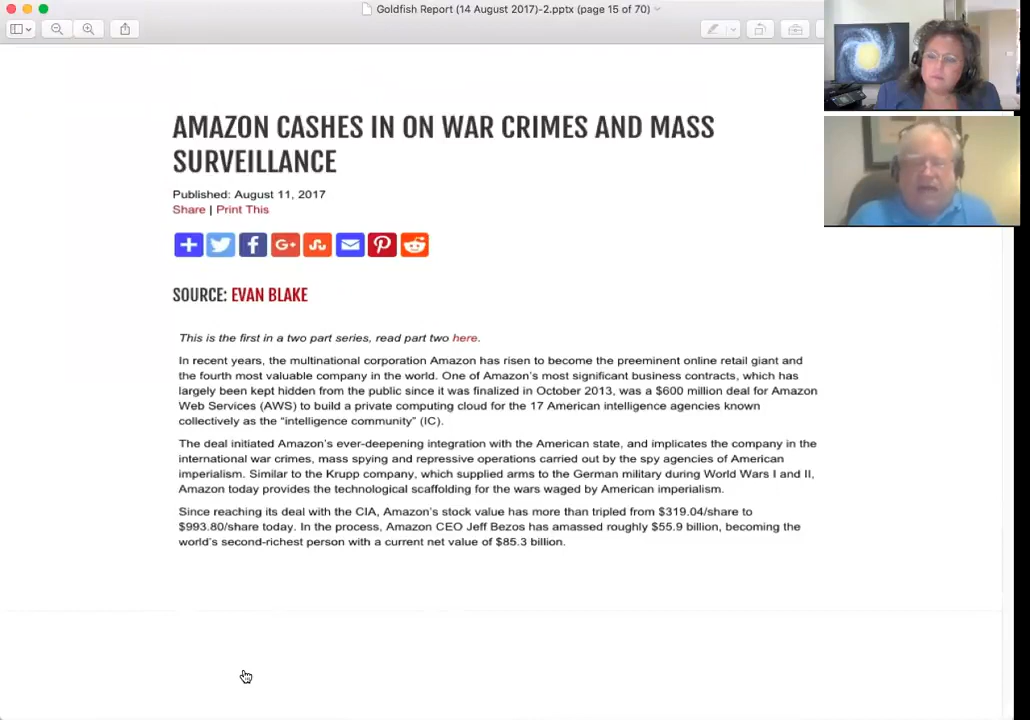 Goldfish Report (14 August 2017)-2.pptx (page 15 of 70)
AMAZON CASHES IN ON WAR CRIMES AND MASS
SURVEILLANCE
Published: August 11, 2017
Share | Print This
SOURCE: EVAN BLAKE
This is the first in a two part series, read part two here.
In recent years, the multinational corporation Amazon has risen to become the preeminent online retail giant and
the fourth most valuable company in the world. One of Amazon's most significant business contracts, which has
largely been kept hidden from the public since it was finalized in October 2013, was a $600 million deal for Amazon
Web Services (AWS) to build a private computing cloud for the 17 American intelligence agencies known
collectively as the “intelligence community” (IC).
The deal initiated Amazon's ever-deepening integration with the American state, and implicates the company in the
international war crimes, mass spying and repressive operations carried out by the spy agencies of American
imperialism. Similar to the Krupp company, which supplied arms to the German military during World Wars I and II,
Amazon today provides the technological scaffolding for the wars waged by American imperialism.
Since reaching its deal with the CIA, Amazon's stock value has more than tripled from $319.04/share to
$993.80/share today. In the process, Amazon CEO Jeff Bezos has amassed roughly $55.9 billion, becoming the
world's second-richest person with a current net value of $85.3 billion.